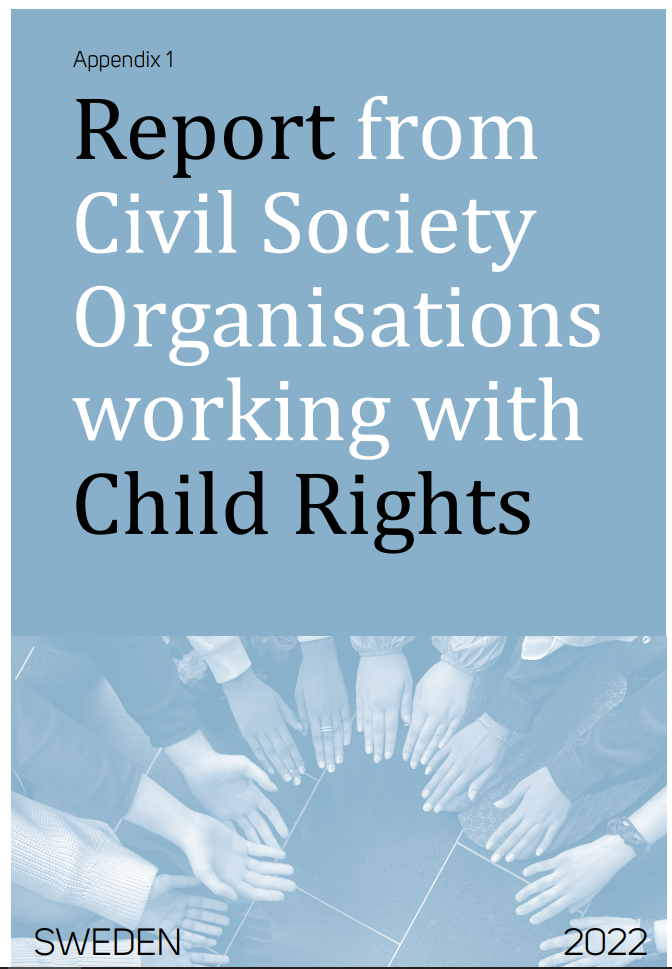 Appendix 1
Report from
Civil Society
Organisations
working with
Child Rights
SWEDEN
2022